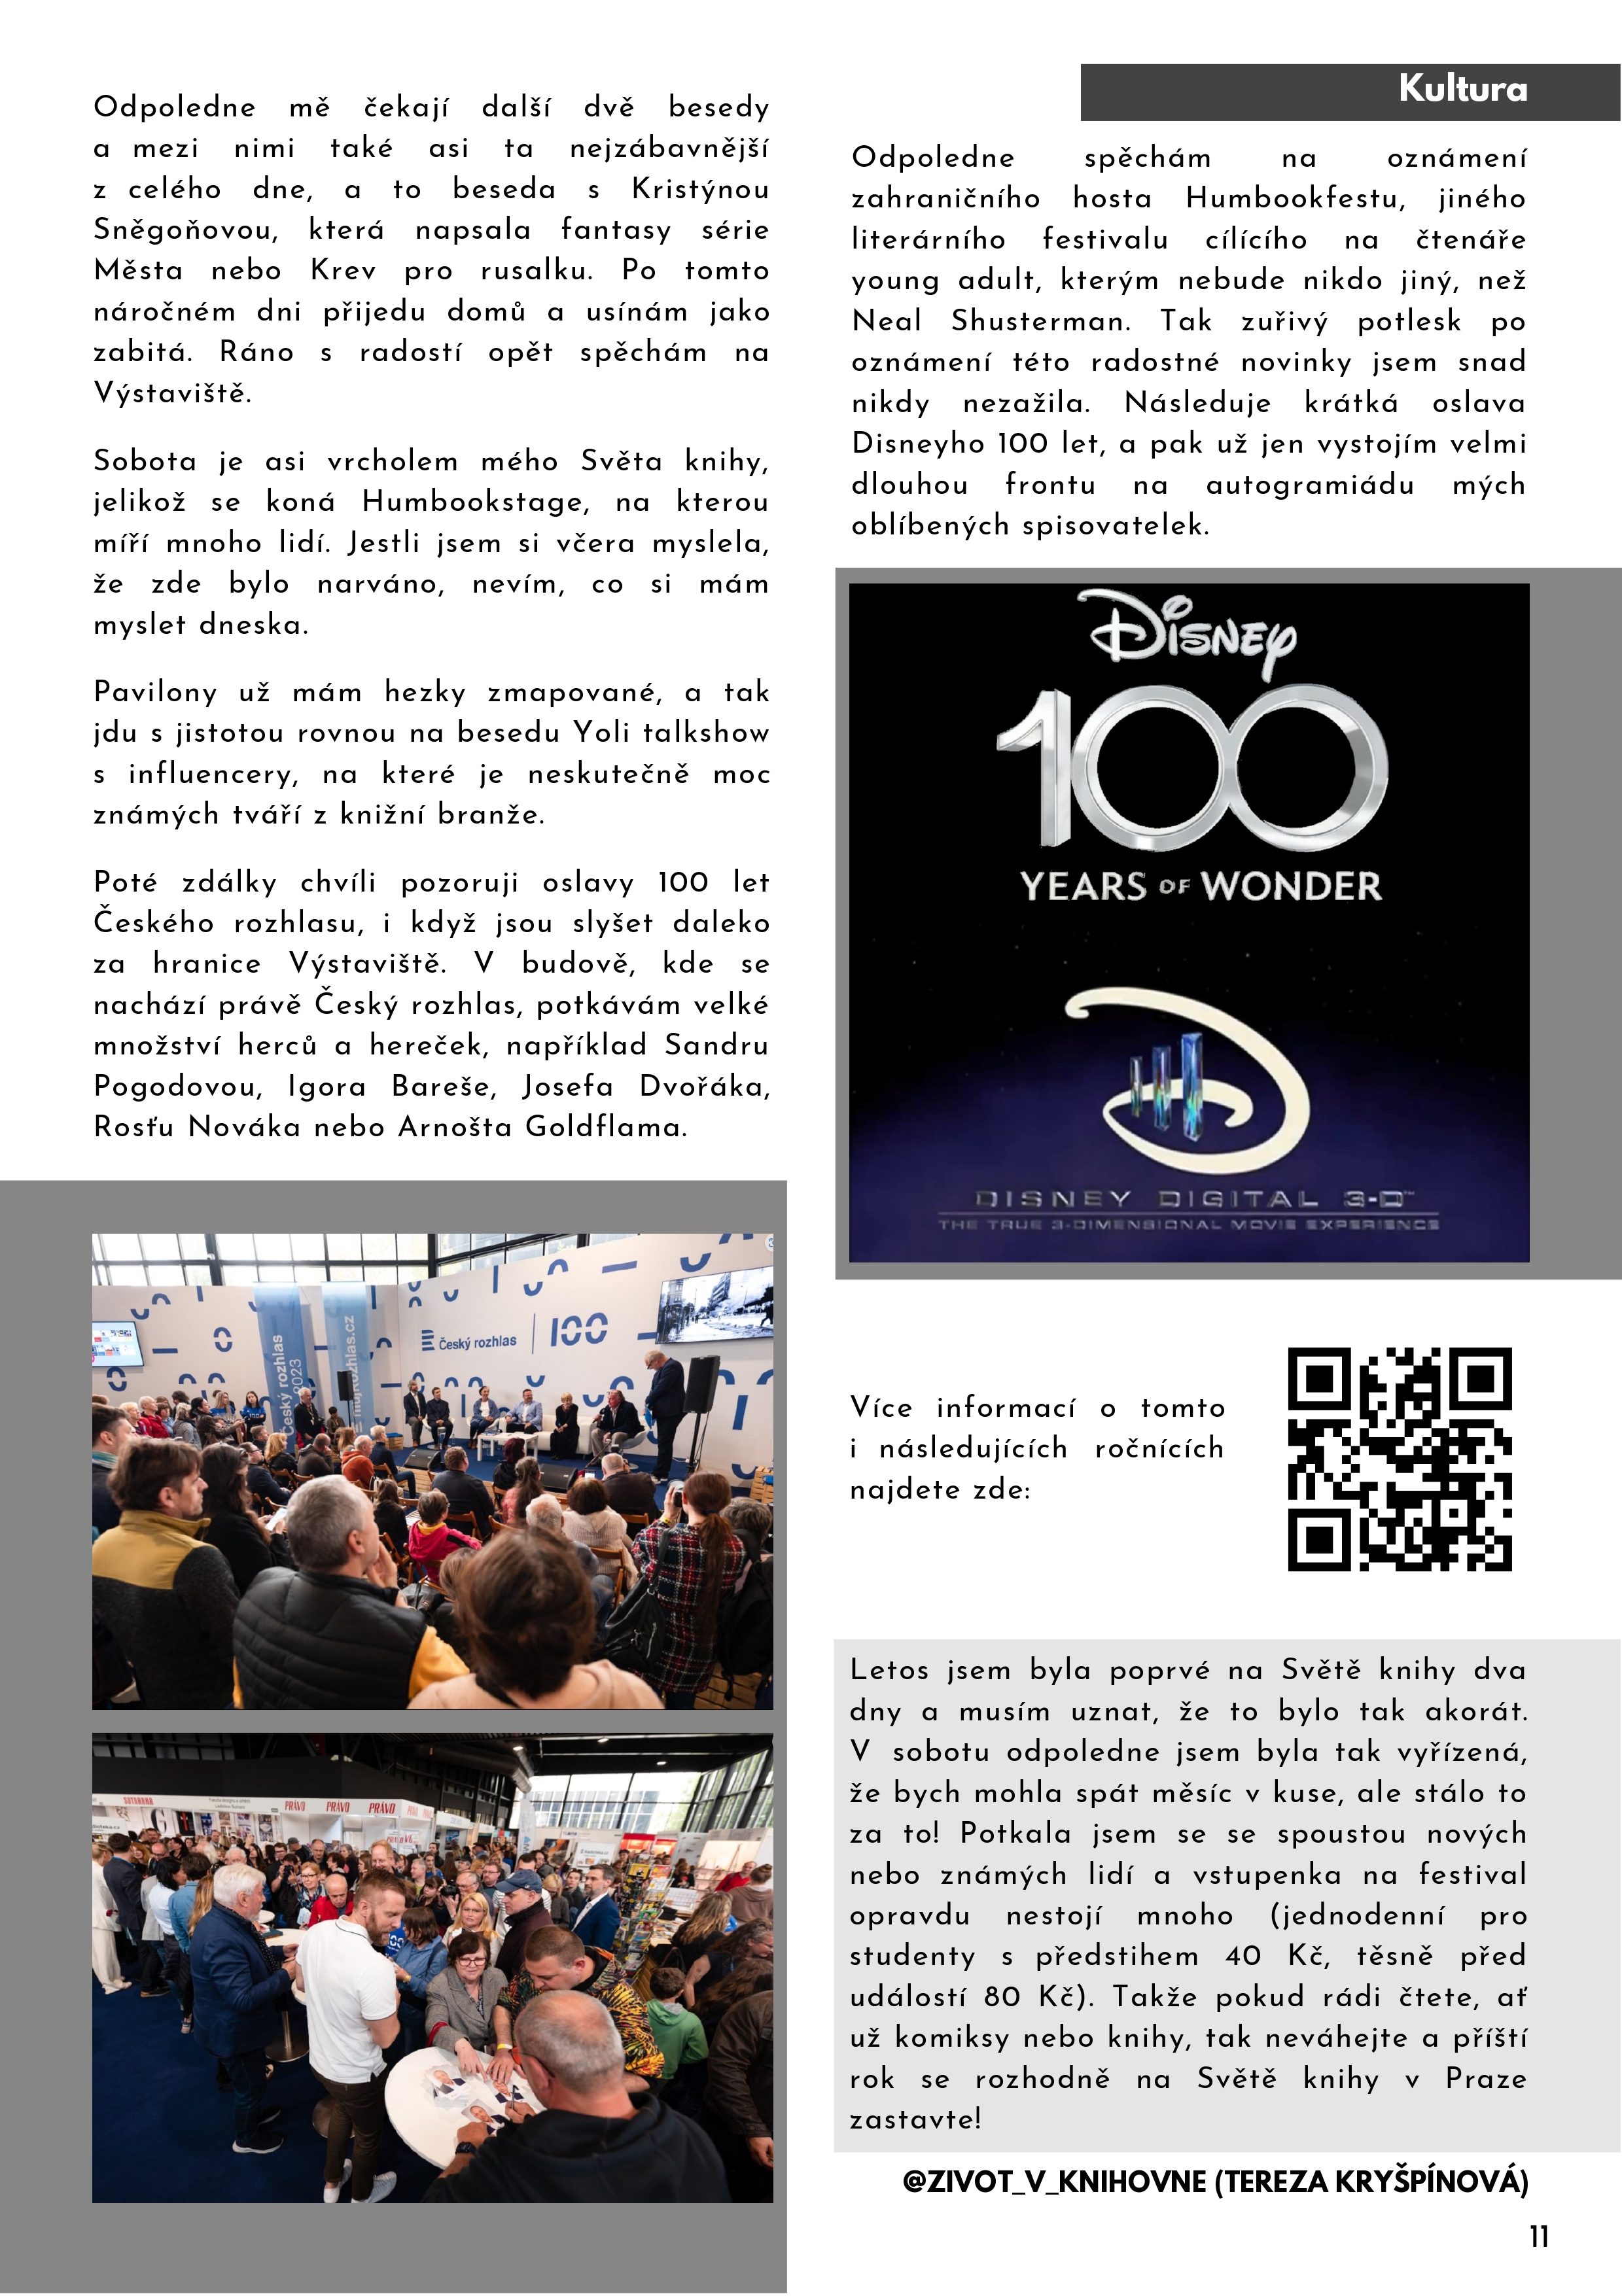 Kultura
Odpoledne mě čekají další dvě besedy
a mezi nimi také asi ta nejzábavnější
z celého dne, a to beseda s Kristýnou
Sněgoňovou, která napsala fantasy série
Města nebo Krev pro rusalku. Po tomto
náročném dni přijedu domů a usínám jako
zabitá. Ráno s radostí opět spěchám na
Výstaviště.
Sobota je asi vrcholem mého Světa knihy,
jelikož se koná Humbookstage, na kterou
míří mnoho lidí. Jestli jsem si včera myslela,
že zde bylo narváno, nevím, co si mám
myslet dneska.
Pavilony už mám hezky zmapované, a tak
jdu s jistotou rovnou na besedu Yoli talkshow
s influencery, na které je neskutečně moc
známých tváří z knižní branže.
Poté zdálky chvíli pozoruji oslavy 100 let
Českého rozhlasu, i když jsou slyšet daleko
za hranice Výstaviště. V budově, kde se
nachází právě Český rozhlas, potkávám velké
množství herců a hereček, například Sandru
Pogodovou, Igora Bareše, Josefa Dvořáka,
Rosťu Nováka nebo Arnošta Goldflama.
Český rozhlas
2023
mujrozhlas.cz
Český rozhlas 100
PRÁVO PRÁVO PRÁVO
Odpoledne spěchám na oznámení
zahraničního hosta Humbookfestu, jiného
literárního festivalu cílícího na čtenáře
young adult, kterým nebude nikdo jiný, než
Neal Shusterman. Tak zuřivý potlesk po
oznámení této radostné novinky jsem snad
nikdy nezažila. Následuje krátká oslava
Disneyho 100 let, a pak už jen vystojím velmi
dlouhou frontu na autogramiádu mých
oblíbených spisovatelek.
Disney
100
YEARS OF WONDER
DISNEY DIGITAL 3-D™
THE TRUE 3-DIMENSIONAL MOVIE EXPERIENCE
Více informací o tomto
i následujících ročnících
najdete zde:
Letos jsem byla poprvé na Světě knihy dva
dny a musím uznat, že to bylo tak akorát.
V sobotu odpoledne jsem byla tak vyřízená,
že bych mohla spát měsíc v kuse, ale stálo to
za to! Potkala jsem se se spoustou nových
nebo známých lidí a vstupenka na festival
opravdu nestojí mnoho (jednodenní pro
studenty s předstihem 40 Kč, těsně před
událostí 80 Kč). Takže pokud rádi čtete, ať
už komiksy nebo knihy, tak neváhejte a příští
rok se rozhodně na Světě knihy v Praze
zastavte!
@ZIVOT_V_KNIHOVNE (TEREZA KRYŠPÍNOVÁ)
11